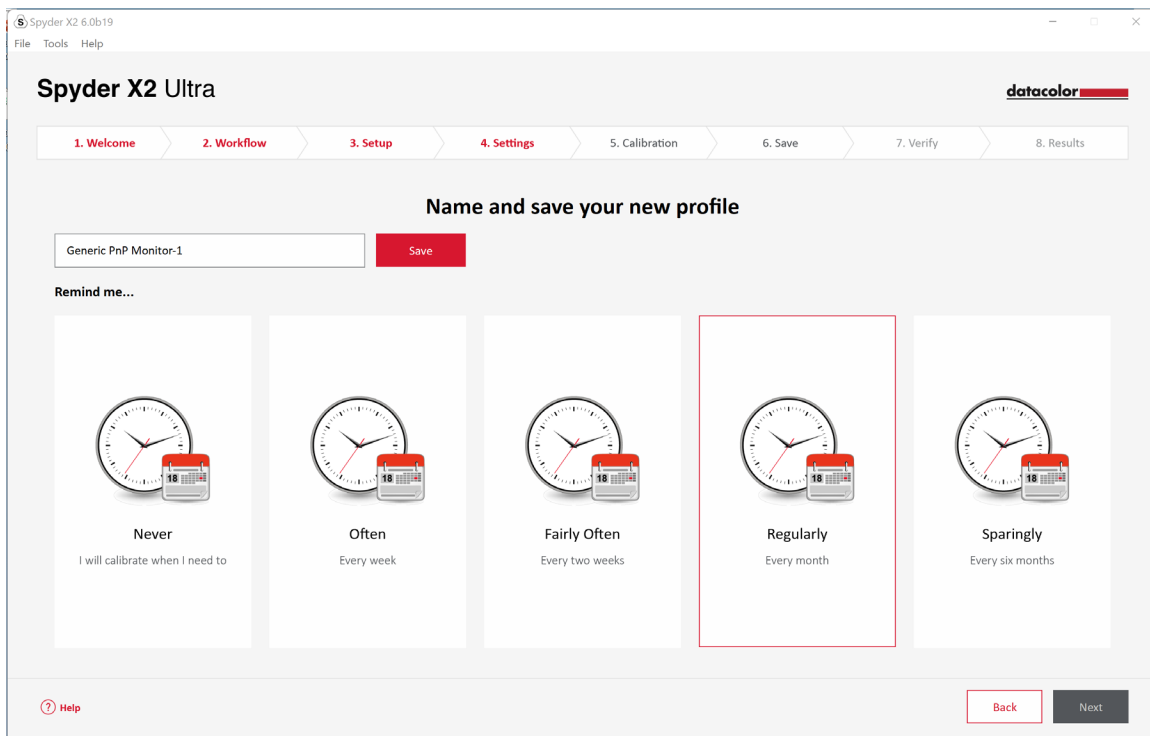 Spyder X2 6.0b19
File Tools Help
Spyder X2 Ultra
datacolor
1. Welcome 2. Workflow 3. Setup 4. Settings 5. Calibration 6. Save 7. Verify 8. Results
Name and save your new profile
Generic PnP Monitor-1 Save
Remind me...
18 18 18 18 18
Never Often Fairly Often Regularly Sparingly
I will calibrate when I need to Every week Every two weeks Every month Every six months
? Help Back Next